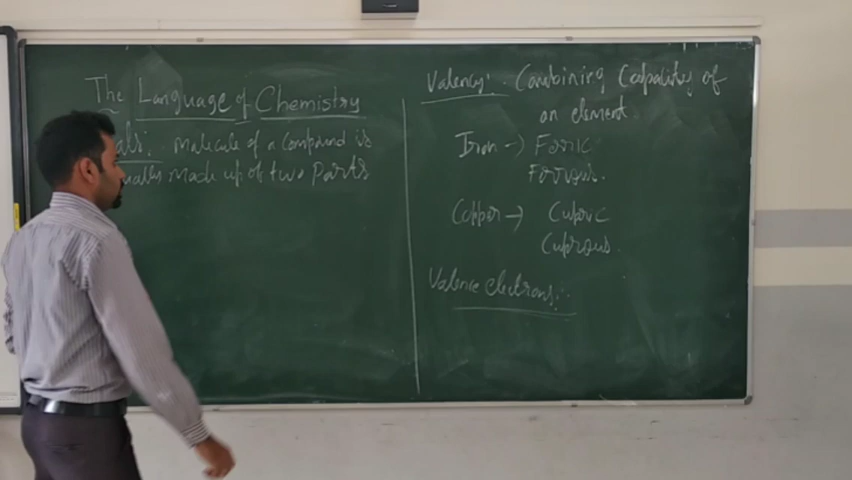 The Language of Chemistry
Molecule of a Compound is
made up of two Parts
Valency: Combining Capacity of
an element.
Iron → Ferric
Ferrous.
Copper → Cupric
Cuprous.
Valence electrons: